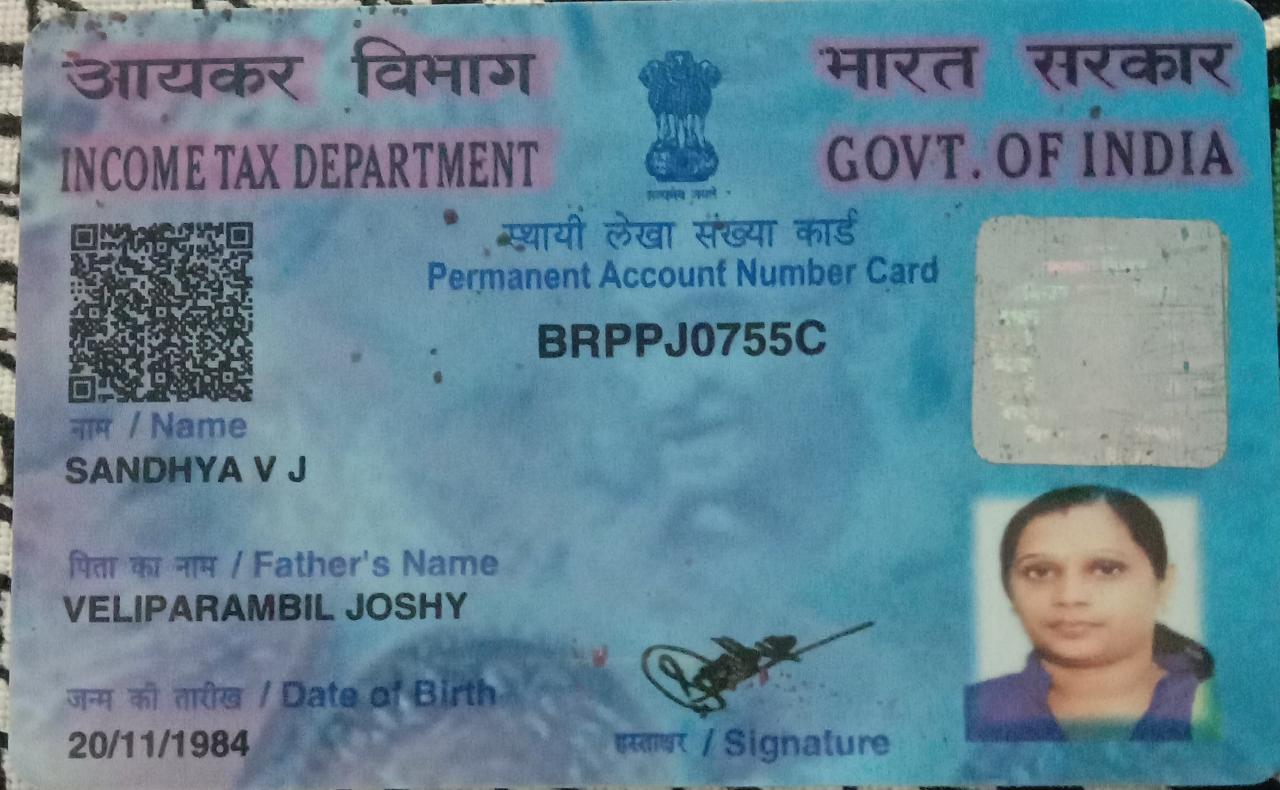 आयकर विभाग
INCOME TAX DEPARTMENT
भारत सरकार
GOVT. OF INDIA
सत्यमेव जयते
स्थायी लेखा संख्या कार्ड
Permanent Account Number Card
BRPPJ0755C
नाम / Name
SANDHYA V J
पिता का नाम / Father's Name
VELIPARAMBIL JOSHY
जन्म की तारीख / Date of Birth
20/11/1984
हस्ताक्षर / Signature